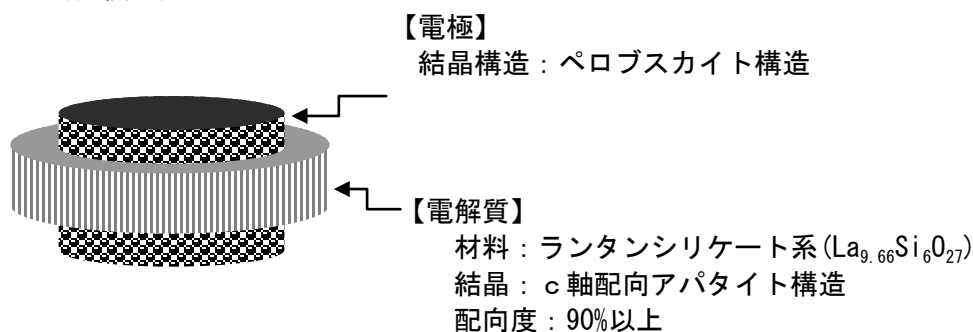 【電極】
結晶構造：ペロブスカイト構造
【電解質】
材料：ランタンシリケート系(La9.66Si6O27)
結晶：ｃ軸配向アパタイト構造
配向度：90%以上